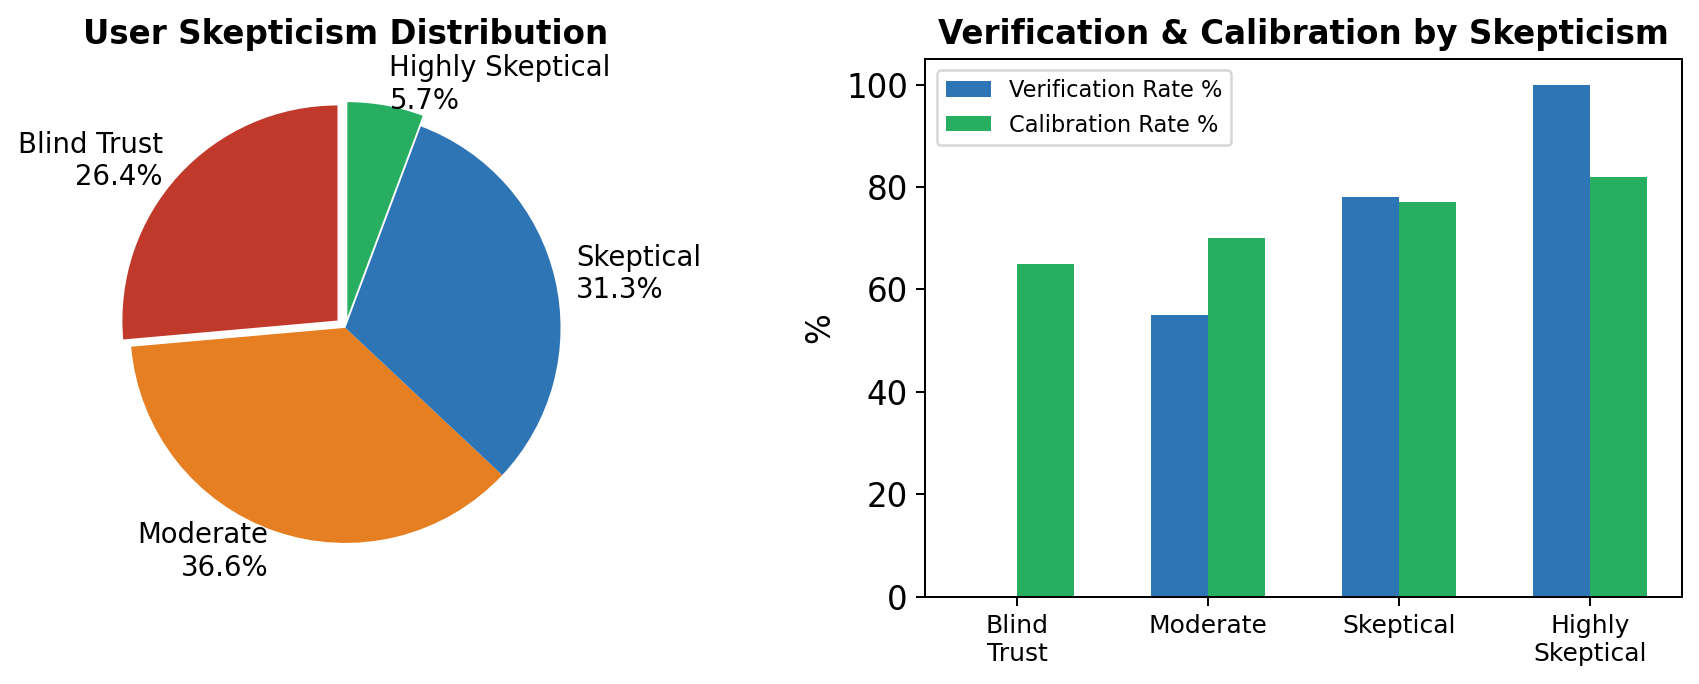 User Skepticism Distribution
Highly Skeptical
5.7%
Blind Trust
26.4%
Skeptical
31.3%
Moderate
36.6%
Verification & Calibration by Skepticism
Verification Rate %
Calibration Rate %
%
100
80
60
40
20
0
Blind
Trust
Moderate
Skeptical
Highly
Skeptical